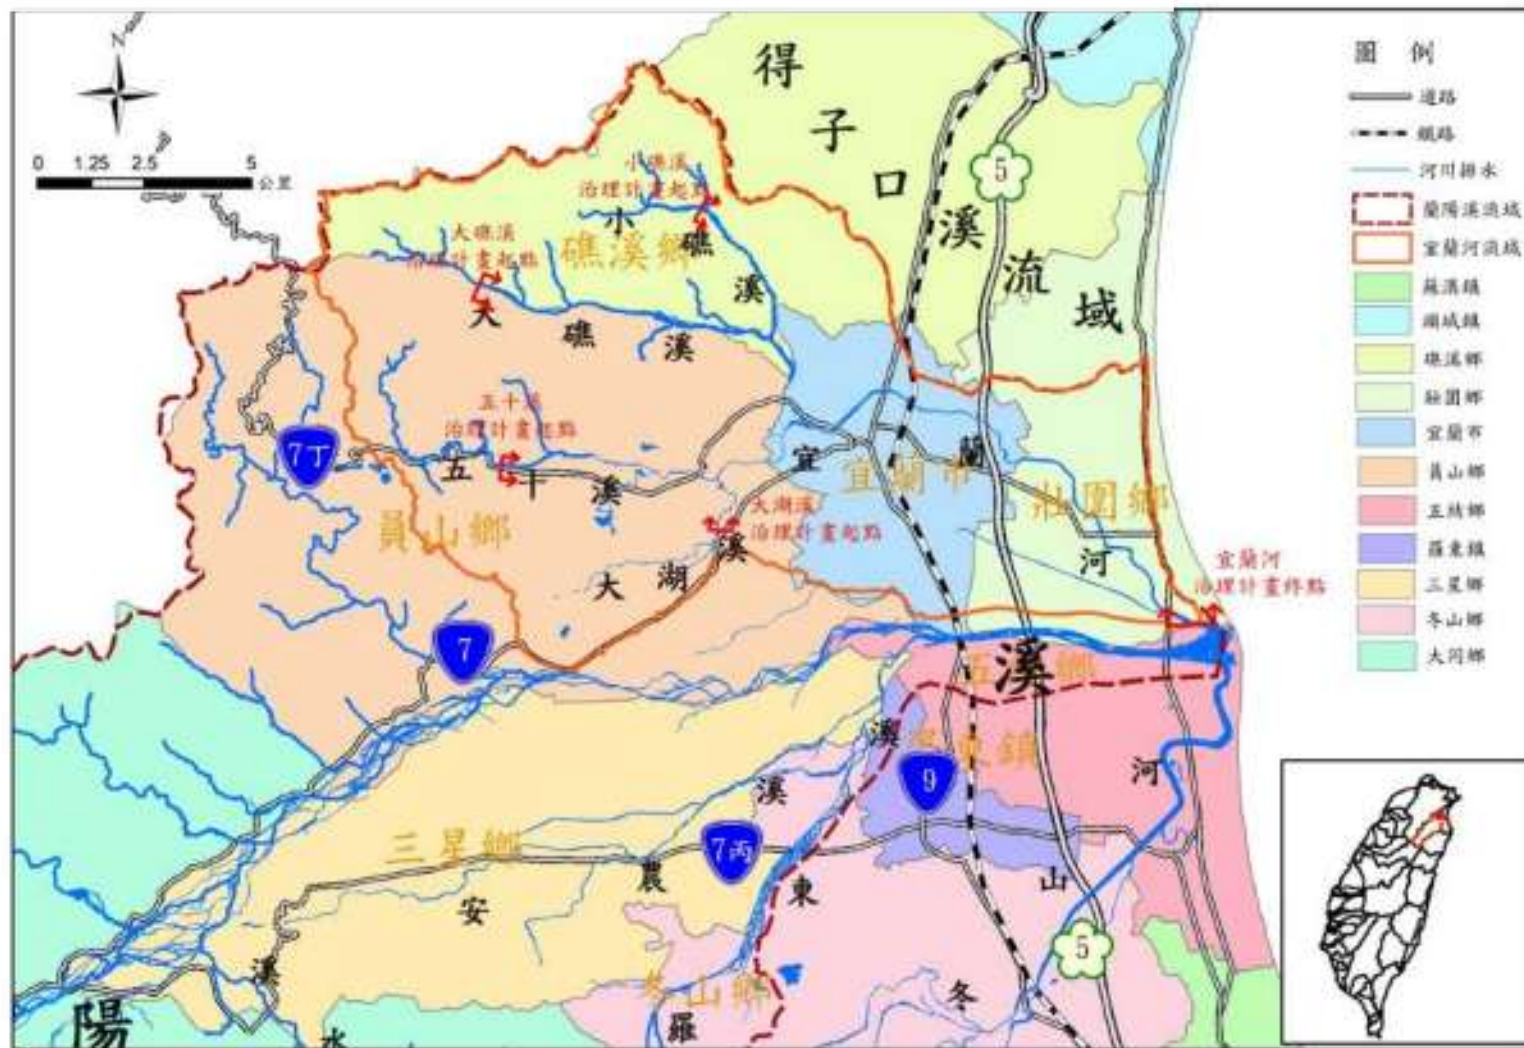 N
0 1.25 2.5 5
公里
得子口溪流域
小礁溪
治理計畫起點
大礁溪
治理計畫起點
礁溪鄉
小礁溪
大礁溪
五十溪
治理計畫起點
7丁
五十溪
宜蘭河
宜蘭市
壯圍鄉
員山鄉
大湖溪
治理計畫起點
大湖溪
宜蘭河
治理計畫終點
5
7
溪
五結鄉
羅東鎮
9
三星鄉
7丙
安農溪
羅東溪
冬山河
5
冬山鄉
陽
水
圖例
道路
鐵路
河川排水
蘭陽溪流域
宜蘭河流域
蘇澳鎮
頭城鎮
礁溪鄉
壯圍鄉
宜蘭市
員山鄉
五結鄉
羅東鎮
三星鄉
冬山鄉
大同鄉